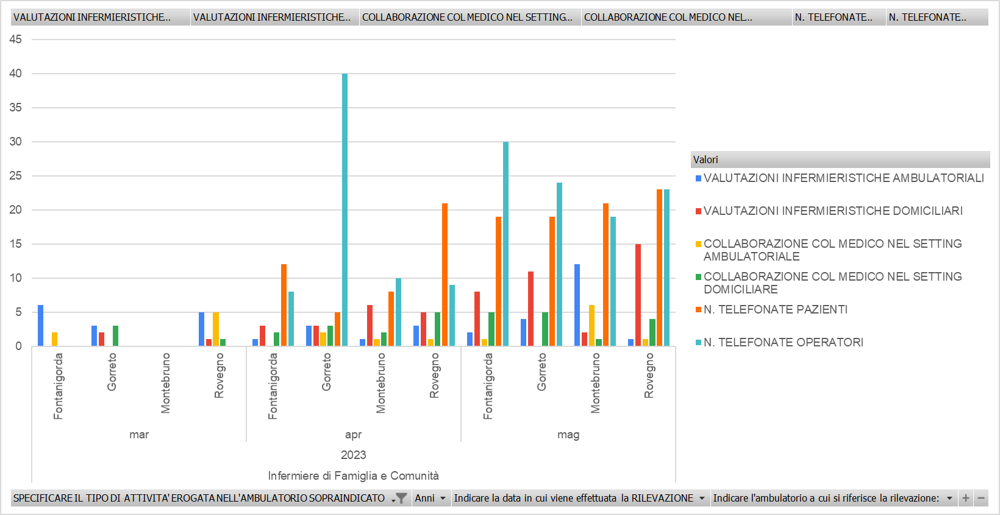 VALUTAZIONI INFERMIERISTICHE...
VALUTAZIONI INFERMIERISTICHE...
COLLABORAZIONE COL MEDICO NEL SETTING...
COLLABORAZIONE COL MEDICO NEL...
N. TELEFONATE...
N. TELEFONATE...
45
40
35
30
25
20
15
10
5
0
Fontanigorda
Gorreto
Montebruno
Rovegno
Fontanigorda
Gorreto
Montebruno
Rovegno
Fontanigorda
Gorreto
Montebruno
Rovegno
mar
apr
mag
2023
Infermiere di Famiglia e Comunità
Valori
VALUTAZIONI INFERMIERISTICHE AMBULATORIALI
VALUTAZIONI INFERMIERISTICHE DOMICILIARI
COLLABORAZIONE COL MEDICO NEL SETTING
AMBULATORIALE
COLLABORAZIONE COL MEDICO NEL SETTING
DOMICILIARE
N. TELEFONATE PAZIENTI
N. TELEFONATE OPERATORI
SPECIFICARE IL TIPO DI ATTIVITA' EROGATA NELL'AMBULATORIO SOPRAINDICATO
Anni
Indicare la data in cui viene effettuata la RILEVAZIONE
Indicare l'ambulatorio a cui si riferisce la rilevazione: